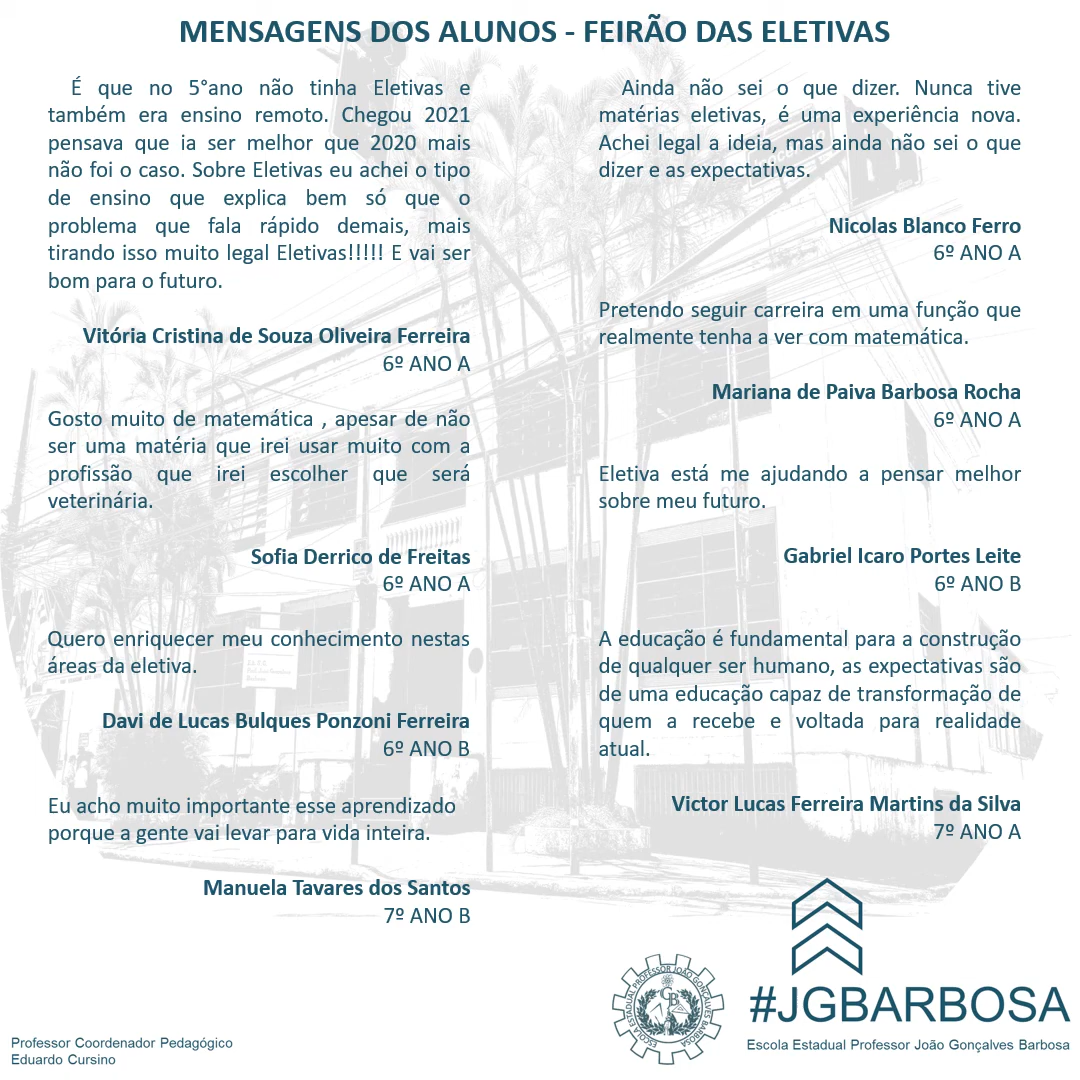 MENSAGENS DOS ALUNOS - FEIRÃO DAS ELETIVAS
É que no 5°ano não tinha Eletivas e
também era ensino remoto. Chegou 2021
pensava que ia ser melhor que 2020 mais
não foi o caso. Sobre Eletivas eu achei o tipo
de ensino que explica bem só que o
problema que fala rápido demais, mais
tirando isso muito legal Eletivas!!!!! E vai ser
bom para o futuro.
Vitória Cristina de Souza Oliveira Ferreira
6º ANO A
Gosto muito de matemática , apesar de não
ser uma matéria que irei usar muito com a
profissão que irei escolher que será
veterinária.
Sofia Derrico de Freitas
6º ANO A
Quero enriquecer meu conhecimento nestas
áreas da eletiva.
Davi de Lucas Bulques Ponzoni Ferreira
6º ANO B
Eu acho muito importante esse aprendizado
porque a gente vai levar para vida inteira.
Manuela Tavares dos Santos
7º ANO B
Ainda não sei o que dizer. Nunca tive
matérias eletivas, é uma experiência nova.
Achei legal a ideia, mas ainda não sei o que
dizer e as expectativas.
Nicolas Blanco Ferro
6º ANO A
Pretendo seguir carreira em uma função que
realmente tenha a ver com matemática.
Mariana de Paiva Barbosa Rocha
6º ANO A
Eletiva está me ajudando a pensar melhor
sobre meu futuro.
Gabriel Icaro Portes Leite
6º ANO B
A educação é fundamental para a construção
de qualquer ser humano, as expectativas são
de uma educação capaz de transformação de
quem a recebe e voltada para realidade
atual.
Victor Lucas Ferreira Martins da Silva
7º ANO A
ESCOLA ESTADUAL PROFESSOR JOÃO GONÇALVES BARBOSA
#JGBARBOSA
Escola Estadual Professor João Gonçalves Barbosa
Professor Coordenador Pedagógico
Eduardo Cursino